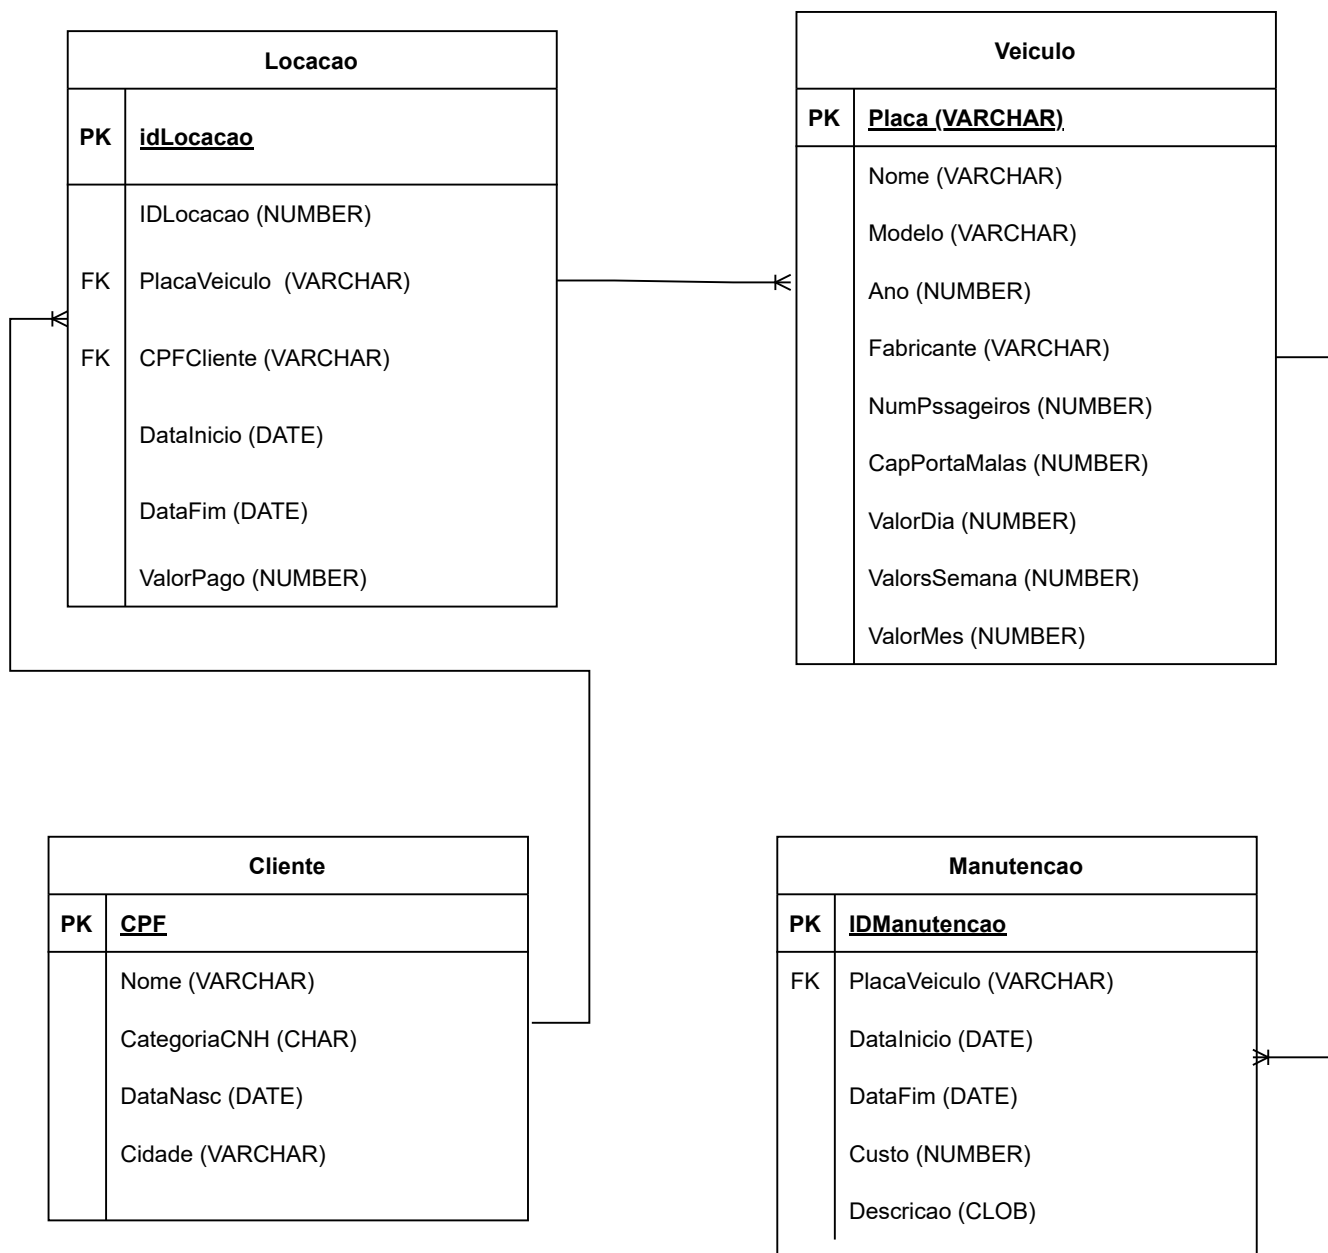 Locacao
PK idLocacao
IDLocacao (NUMBER)
FK PlacaVeiculo (VARCHAR)
FK CPFCliente (VARCHAR)
DataInicio (DATE)
DataFim (DATE)
ValorPago (NUMBER)
Veiculo
PK Placa (VARCHAR)
Nome (VARCHAR)
Modelo (VARCHAR)
Ano (NUMBER)
Fabricante (VARCHAR)
NumPssageiros (NUMBER)
CapPortaMalas (NUMBER)
ValorDia (NUMBER)
ValorsSemana (NUMBER)
ValorMes (NUMBER)
Cliente
PK CPF
Nome (VARCHAR)
CategoriaCNH (CHAR)
DataNasc (DATE)
Cidade (VARCHAR)
Manutencao
PK IDManutencao
FK PlacaVeiculo (VARCHAR)
DataInicio (DATE)
DataFim (DATE)
Custo (NUMBER)
Descricao (CLOB)